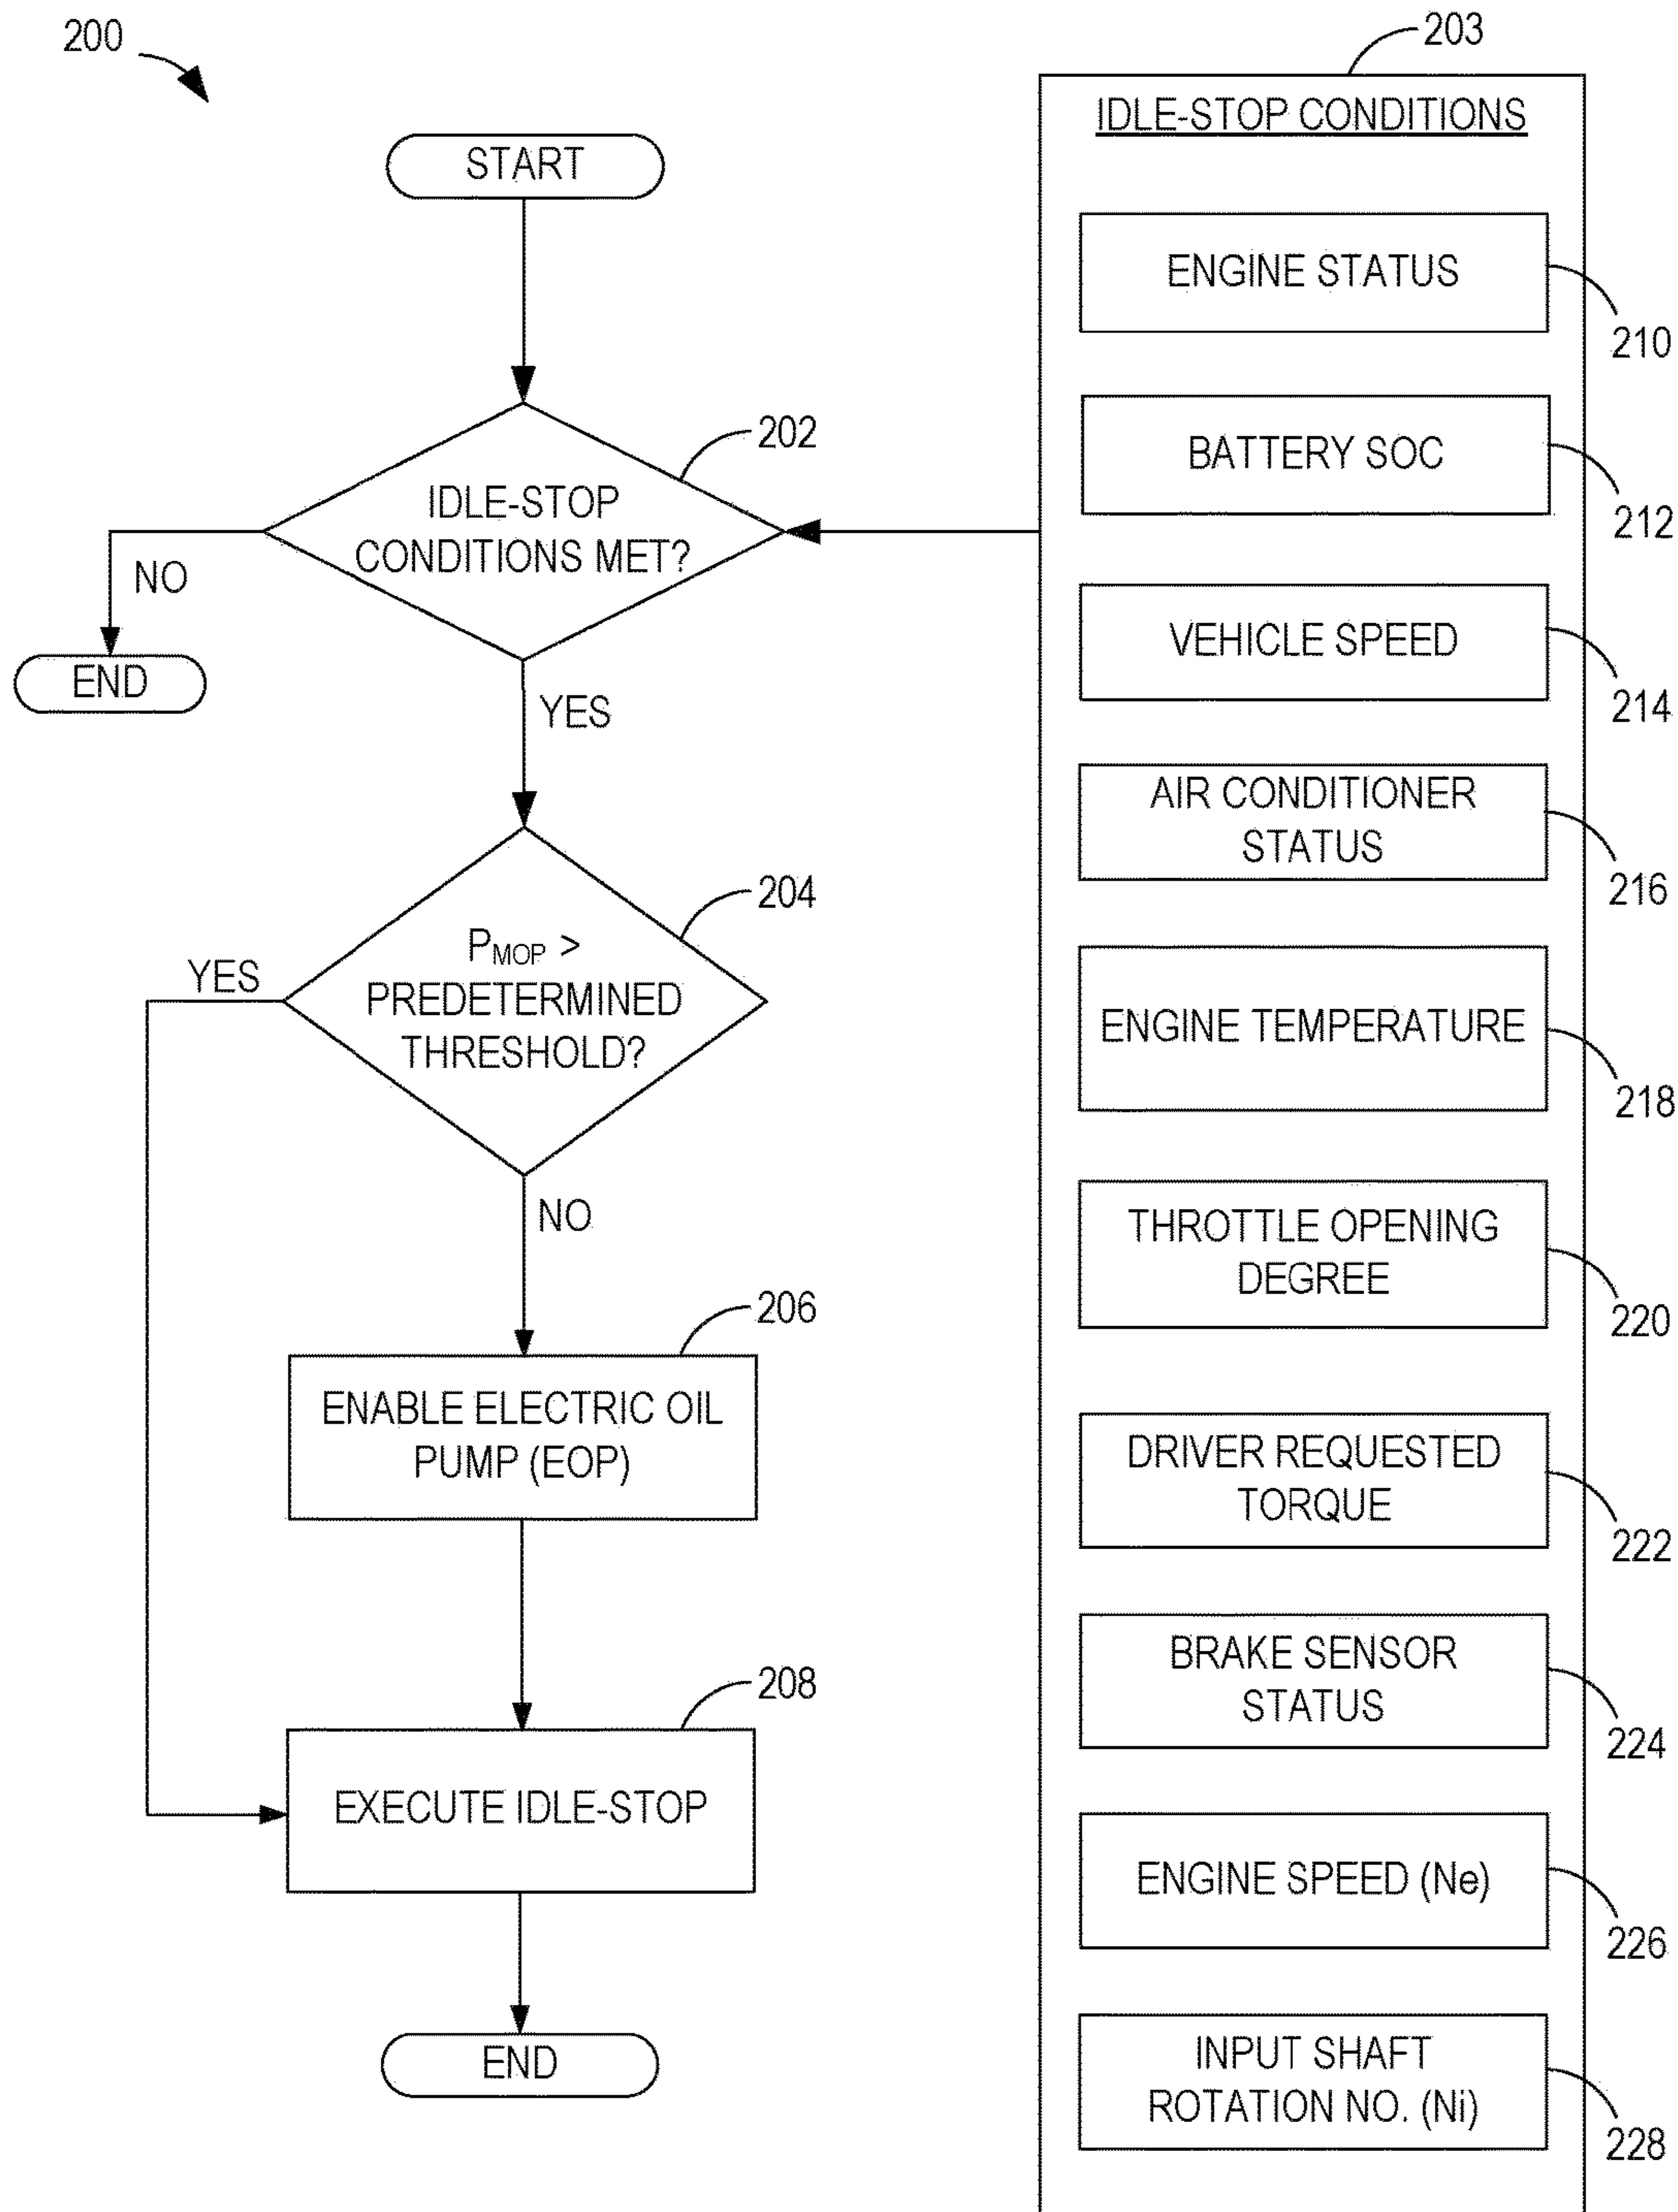 200
START
202
IDLE-STOP
CONDITIONS MET?
NO
END
YES
204
PMOP >
PREDETERMINED
THRESHOLD?
YES
NO
206
ENABLE ELECTRIC OIL
PUMP (EOP)
208
EXECUTE IDLE-STOP
END
203
IDLE-STOP CONDITIONS
ENGINE STATUS
210
BATTERY SOC
212
VEHICLE SPEED
214
AIR CONDITIONER
STATUS
216
ENGINE TEMPERATURE
218
THROTTLE OPENING
DEGREE
220
DRIVER REQUESTED
TORQUE
222
BRAKE SENSOR
STATUS
224
ENGINE SPEED (Ne)
226
INPUT SHAFT
ROTATION NO. (Ni)
228